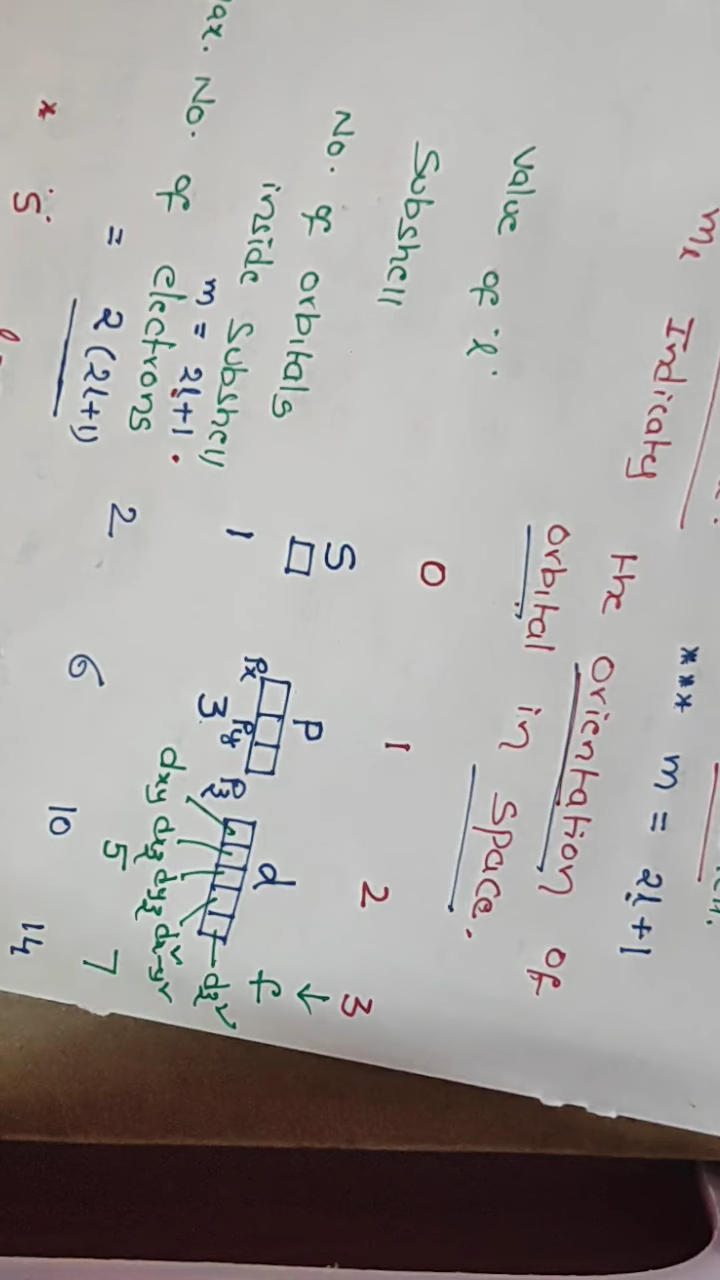 *** m = 2l+1
mₗ Indicates the orientation of
orbital in space.
Value of 'l' 0 1 2 3
Subshell S P d f
No. of orbitals
inside subshell 1 3 5 7
Px Py Pz
dxy dxz dyz dx²-y² dz²
m = 2l+1.
Max. No. of electrons
= 2(2l+1) 2 6 10 14
* 's'